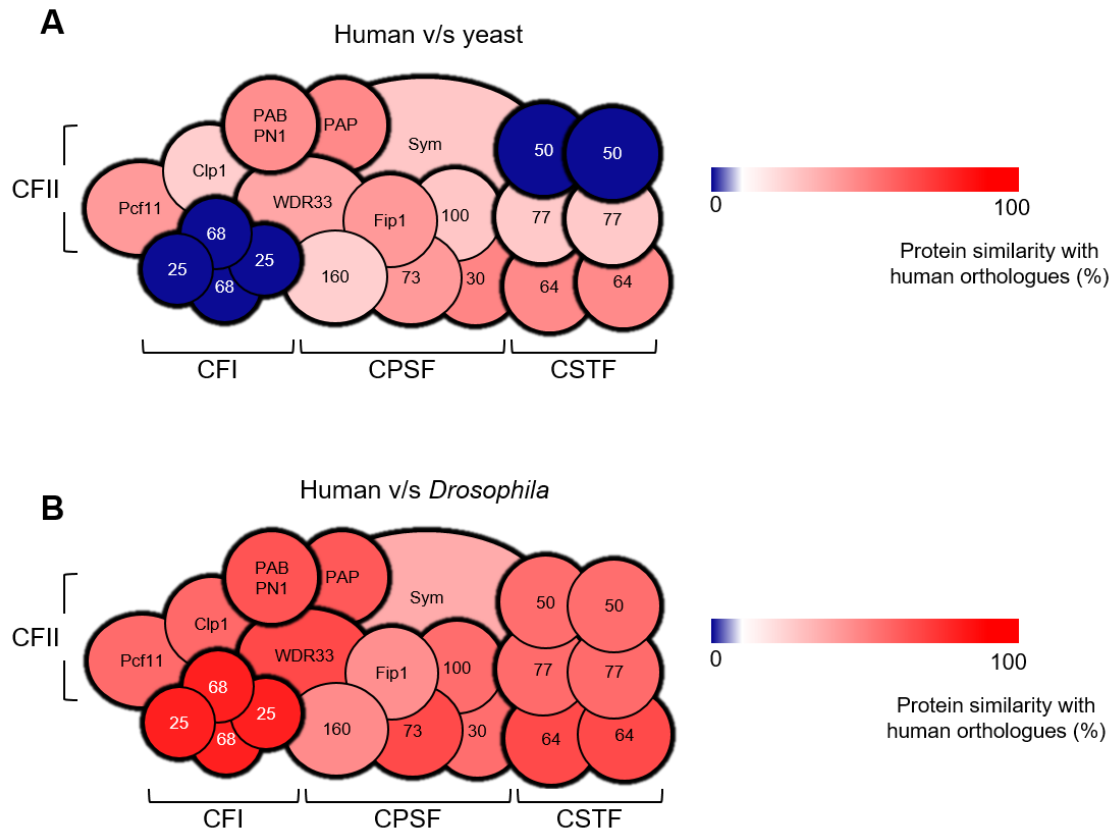 A
Human v/s yeast
PAB
PN1
PAP
Sym
50
50
Clp1
CFII
Pcf11
WDR33
Fip1
100
77
77
68
25
25
68
160
73
30
64
64
CFI
CPSF
CSTF
0
100
Protein similarity with
human orthologues (%)
B
Human v/s Drosophila
PAB
PN1
PAP
Sym
50
50
Clp1
CFII
Pcf11
WDR33
Fip1
100
77
77
68
25
25
68
160
73
30
64
64
CFI
CPSF
CSTF
0
100
Protein similarity with
human orthologues (%)